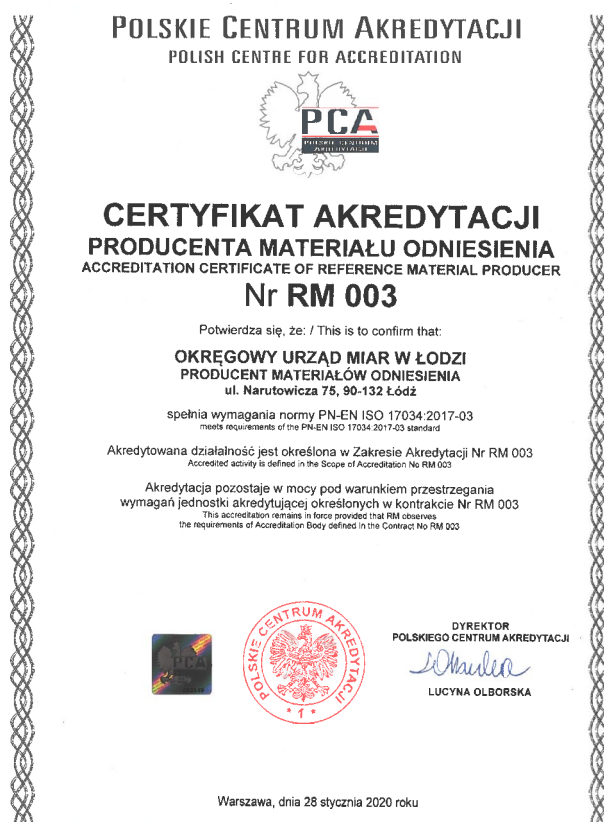 POLSKIE CENTRUM AKREDYTACJI
POLISH CENTRE FOR ACCREDITATION
PCA
POLSKIE CENTRUM
AKREDYTACJI
CERTYFIKAT AKREDYTACJI
PRODUCENTA MATERIAŁU ODNIESIENIA
ACCREDITATION CERTIFICATE OF REFERENCE MATERIAL PRODUCER
Nr RM 003
Potwierdza się, że: / This is to confirm that:
OKRĘGOWY URZĄD MIAR W ŁODZI
PRODUCENT MATERIAŁÓW ODNIESIENIA
ul. Narutowicza 75, 90-132 Łódź
spełnia wymagania normy PN-EN ISO 17034:2017-03
meets requirements of the PN-EN ISO 17034:2017-03 standard
Akredytowana działalność jest określona w Zakresie Akredytacji Nr RM 003
Accredited activity is defined in the Scope of Accreditation No RM 003
Akredytacja pozostaje w mocy pod warunkiem przestrzegania
wymagań jednostki akredytującej określonych w kontrakcie Nr RM 003
This accreditation remains in force provided that RM observes
the requirements of Accreditation Body defined in the Contract No RM 003
PCA
POLSKIE CENTRUM AKREDYTACJI
* 1 *
DYREKTOR
POLSKIEGO CENTRUM AKREDYTACJI
LUCYNA OLBORSKA
Warszawa, dnia 28 stycznia 2020 roku